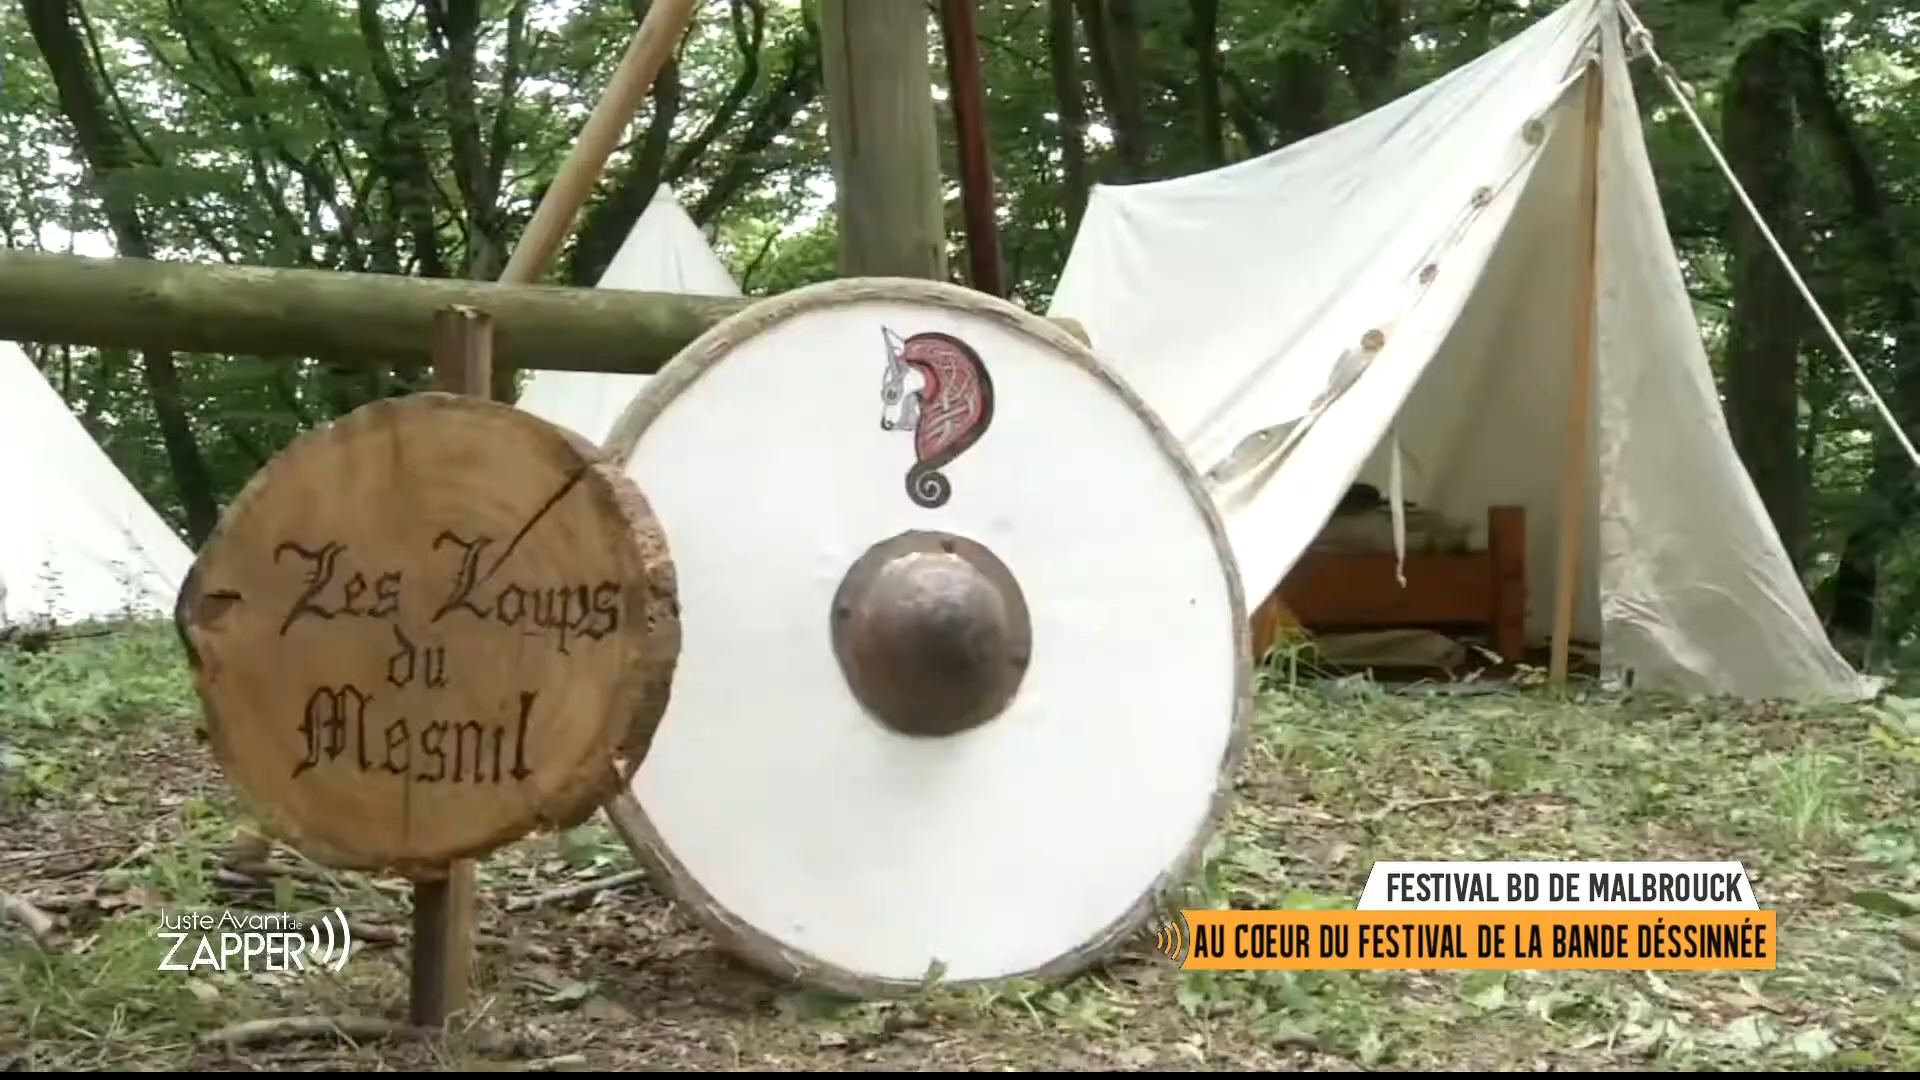 Les Loups
du
Mesnil
FESTIVAL BD DE MALBROUCK
AU CŒUR DU FESTIVAL DE LA BANDE DÉSSINNÉE
Juste Avant de
ZAPPER